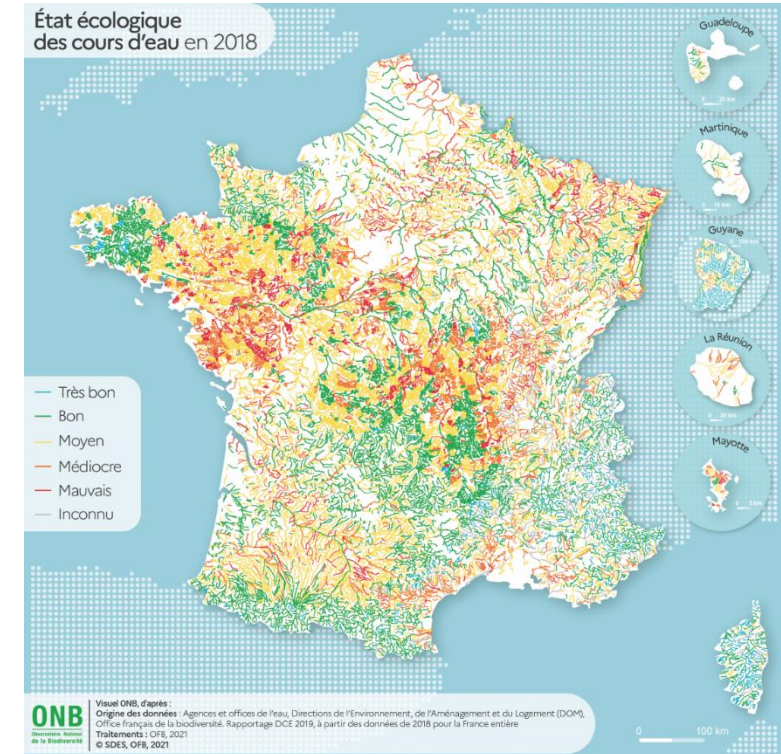 État écologique
des cours d'eau en 2018
Guadeloupe
Martinique
Guyane
La Réunion
Mayotte
Très bon
Bon
Moyen
Médiocre
Mauvais
Inconnu
ONB
Observatoire National
de la Biodiversité
Visuel ONB, d'après :
Origine des données : Agences et offices de l'eau, Directions de l'Environnement, de l'Aménagement et du Logement (DOM),
Office français de la biodiversité. Rapportage DCE 2019, à partir des données de 2018 pour la France entière
Traitements : OFB, 2021
© SDES, OFB, 2021
0 100 km